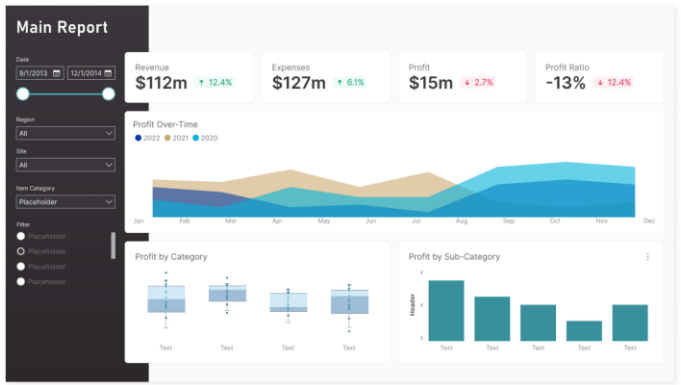 Main Report
Date
9/1/2013 12/1/2014
Region
All
Site
All
Item Category
Placeholder
Filter
Placeholder
Placeholder
Placeholder
Placeholder
Revenue
$112m ↑ 12.4%
Expenses
$127m ↑ 6.1%
Profit
$15m ↓ 2.7%
Profit Ratio
-13% ↓ 12.4%
Profit Over-Time
2022 2021 2020
Jan Feb Mar Apr May Jun Jul Aug Sep Oct Nov Dec
Profit by Category
Text Text Text Text
Profit by Sub-Category
Header
Text Text Text Text Text